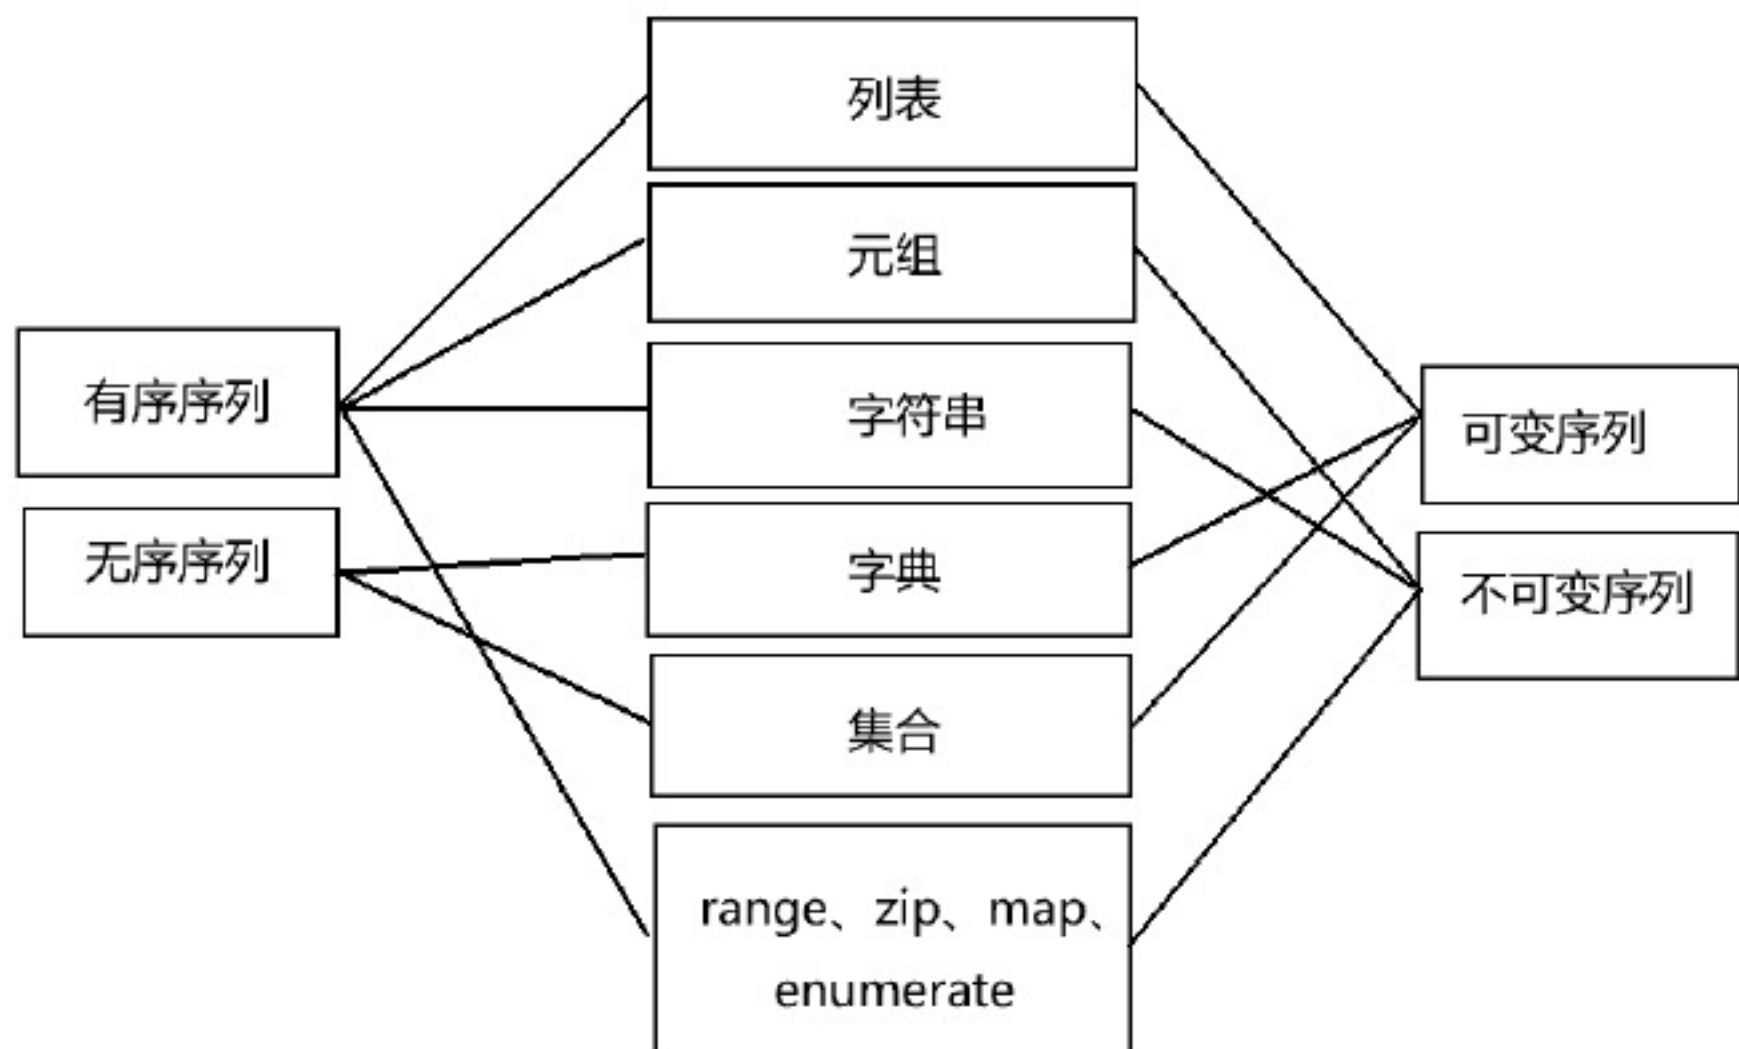 列表
元组
有序序列
字符串
可变序列
无序序列
字典
不可变序列
集合
range、zip、map、
enumerate